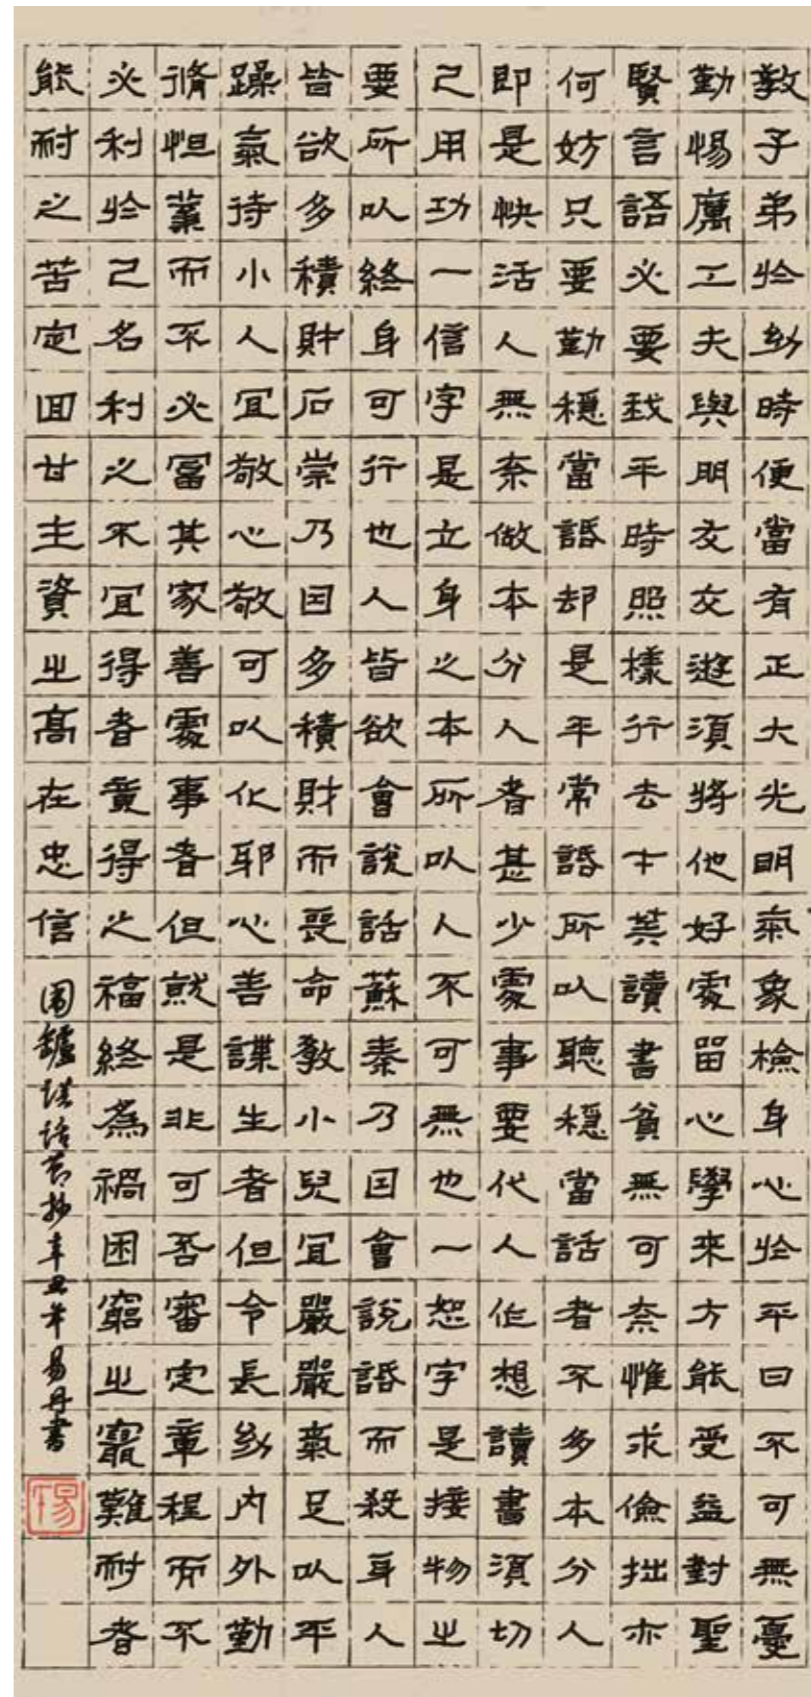 教子弟於幼時便當有正大光明氣象檢身心於平日不可無憂
勤惕厲工夫與朋友交遊須將他好處留心學來方能受益對聖
賢言語必要我平時照樣行去才算讀書貧無可奈惟求儉拙亦
何妨只要勤穩當話却是平常話所以聽穩當話者不多本分人
即是快活人無奈做本分人者甚少處事要代人作想讀書須切
己用功一信字是立身之本所以人不可無也一恕字是接物之
要所以終身可行也人皆欲會說話蘇秦乃因會說話而殺身人
皆欲多積財石崇乃因多積財而喪命教小兒宜嚴嚴氣足以平
躁氣待小人宜敬心敬可以化邪心善謀生者但令長幼內外勤
脩恒業而不必富其家善處事者但就是非可否審定章程而不
必利於己名利之不宜得者竟得之福終為禍困窮之最難耐者
能耐之苦定回甘生資之高在忠信
圍鑪話節抄辛丑年易丹書